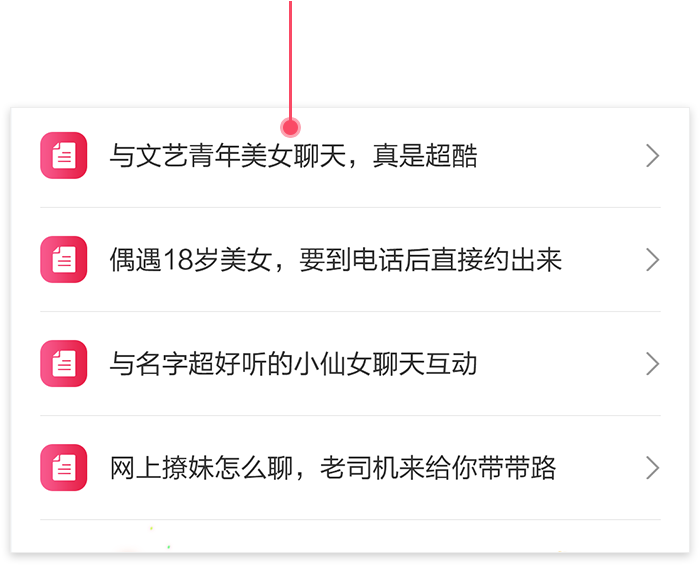 与文艺青年美女聊天，真是超酷
偶遇18岁美女，要到电话后直接约出来
与名字超好听的小仙女聊天互动
网上撩妹怎么聊，老司机来给你带带路